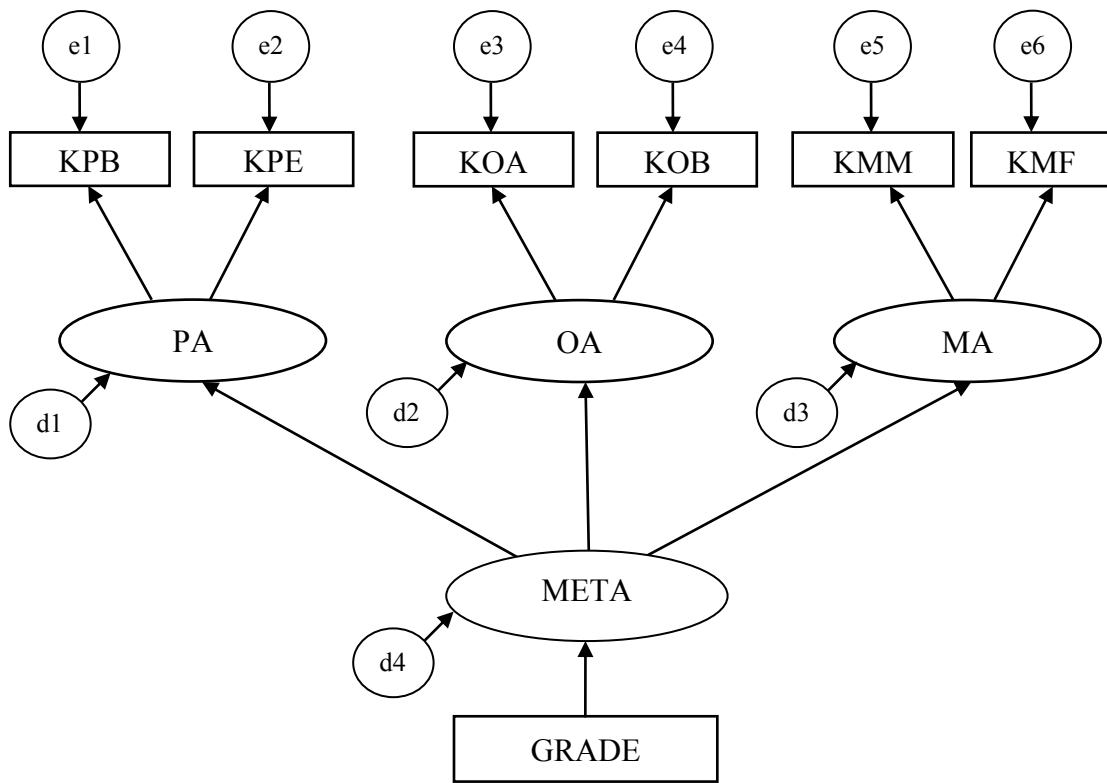 e1 e2 e3 e4 e5 e6
KPB KPE KOA KOB KMM KMF
PA OA MA
d1 d2 d3
META
d4
GRADE